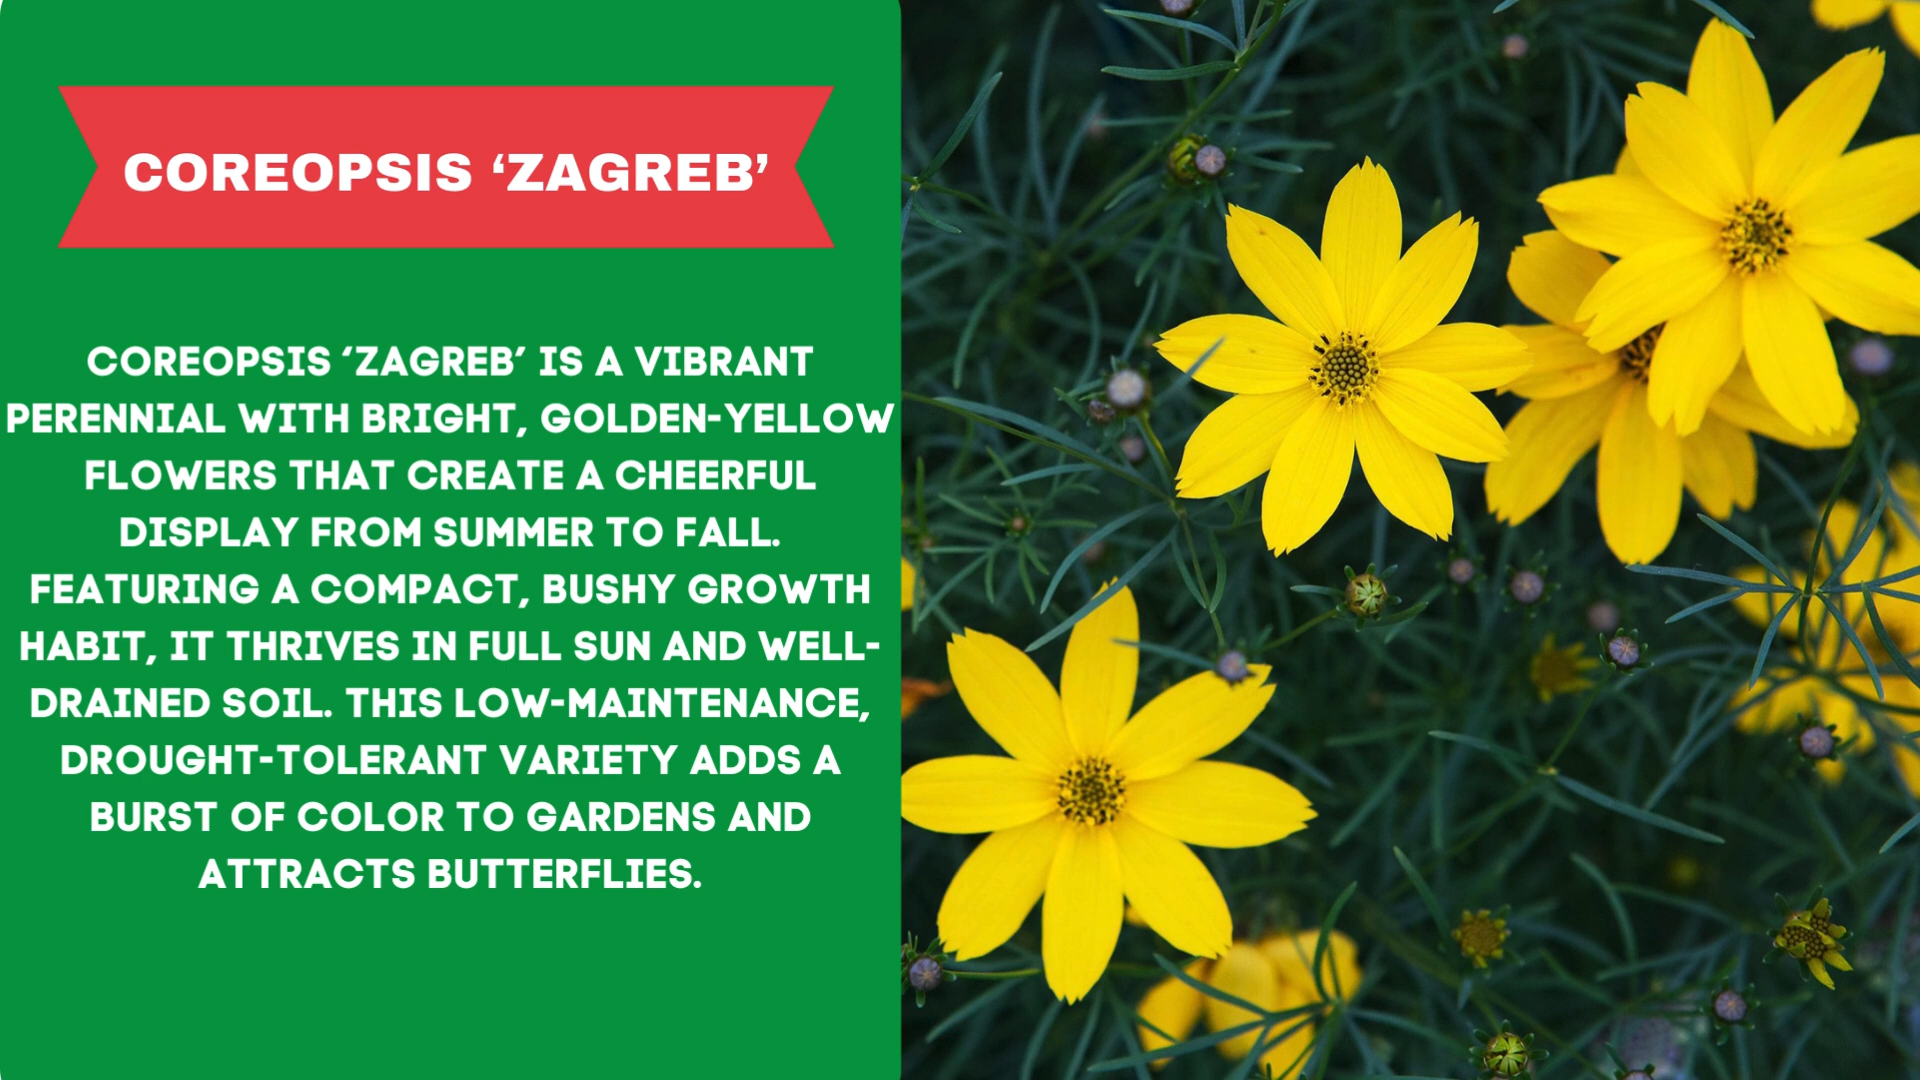 COREOPSIS ‘ZAGREB’
COREOPSIS ‘ZAGREB’ IS A VIBRANT
PERENNIAL WITH BRIGHT, GOLDEN-YELLOW
FLOWERS THAT CREATE A CHEERFUL
DISPLAY FROM SUMMER TO FALL.
FEATURING A COMPACT, BUSHY GROWTH
HABIT, IT THRIVES IN FULL SUN AND WELL-
DRAINED SOIL. THIS LOW-MAINTENANCE,
DROUGHT-TOLERANT VARIETY ADDS A
BURST OF COLOR TO GARDENS AND
ATTRACTS BUTTERFLIES.